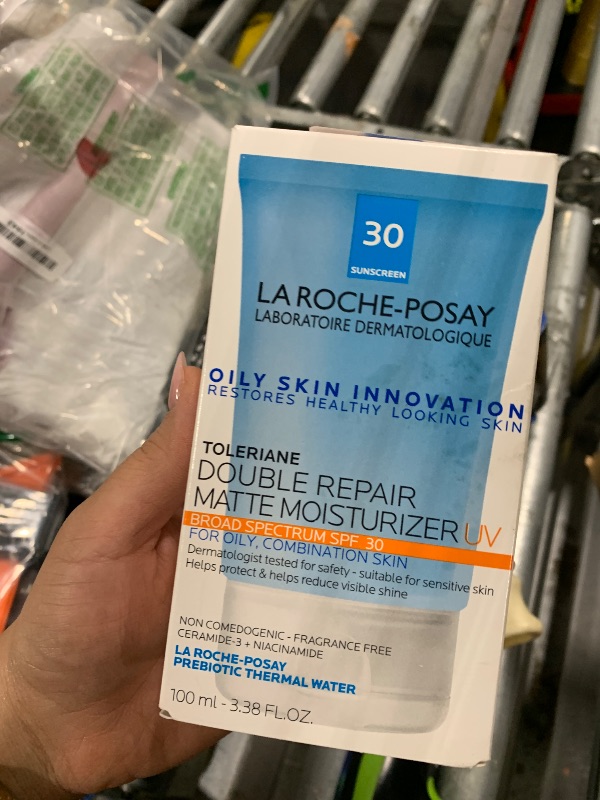 30
SUNSCREEN
LA ROCHE-POSAY
LABORATOIRE DERMATOLOGIQUE
OILY SKIN INNOVATION
RESTORES HEALTHY LOOKING SKIN
TOLERIANE
DOUBLE REPAIR
MATTE MOISTURIZER UV
BROAD SPECTRUM SPF 30
FOR OILY, COMBINATION SKIN
Dermatologist tested for safety - suitable for sensitive skin
Helps protect & helps reduce visible shine
NON COMEDOGENIC - FRAGRANCE FREE
CERAMIDE-3 + NIACINAMIDE
LA ROCHE-POSAY
PREBIOTIC THERMAL WATER
100 ml - 3.38 FL.OZ.